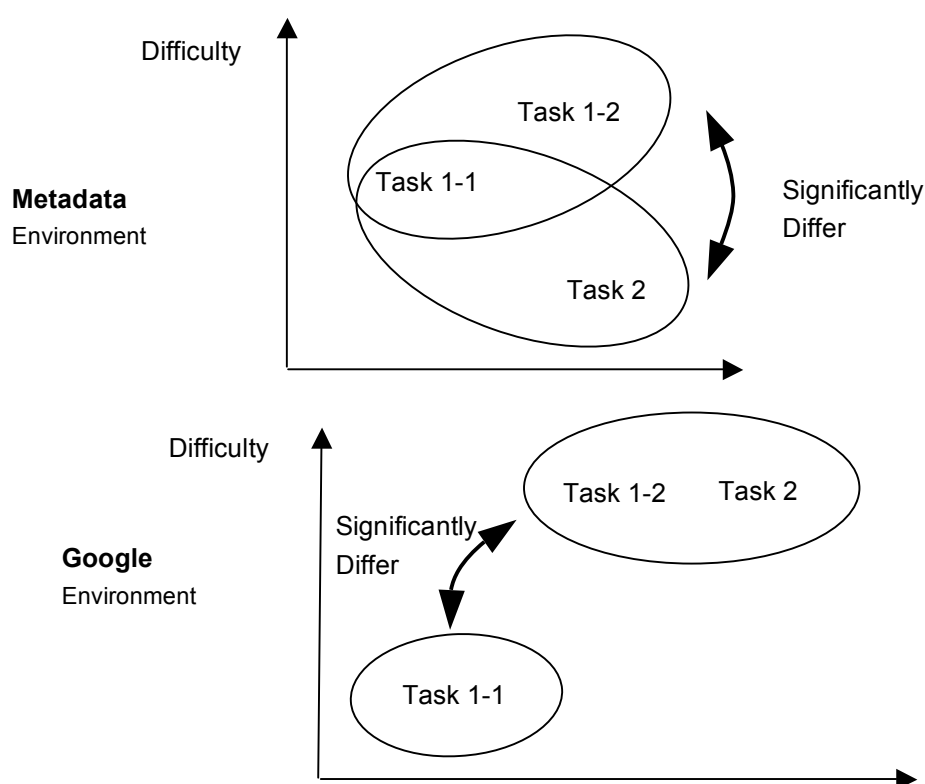 Difficulty
Task 1-2
Task 1-1
Metadata
Environment
Significantly
Differ
Task 2
Difficulty
Task 1-2 Task 2
Significantly
Differ
Google
Environment
Task 1-1